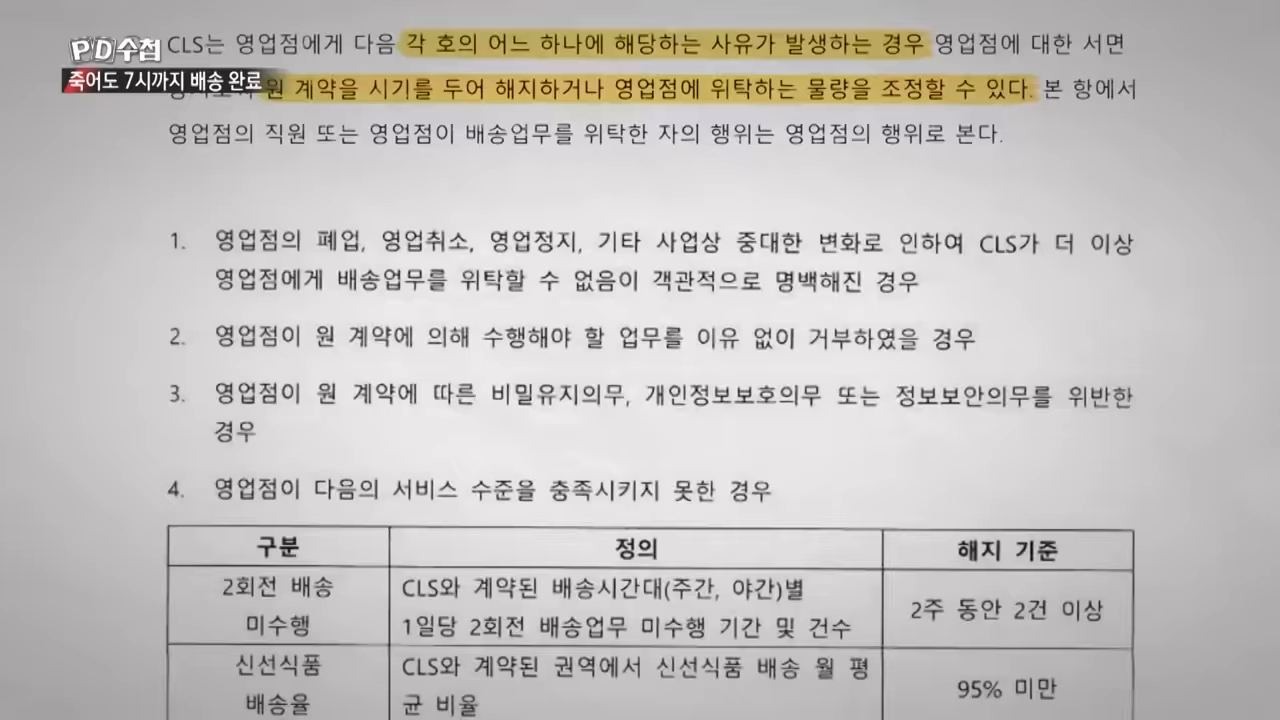 PD수첩
죽어도 7시까지 배송 완료
CLS는 영업점에게 다음 각 호의 어느 하나에 해당하는 사유가 발생하는 경우 영업점에 대한 서면
원 계약을 시기를 두어 해지하거나 영업점에 위탁하는 물량을 조정할 수 있다. 본 항에서
영업점의 직원 또는 영업점이 배송업무를 위탁한 자의 행위는 영업점의 행위로 본다.
1. 영업점의 폐업, 영업취소, 영업정지, 기타 사업상 중대한 변화로 인하여 CLS가 더 이상
영업점에게 배송업무를 위탁할 수 없음이 객관적으로 명백해진 경우
2. 영업점이 원 계약에 의해 수행해야 할 업무를 이유 없이 거부하였을 경우
3. 영업점이 원 계약에 따른 비밀유지의무, 개인정보보호의무 또는 정보보안의무를 위반한
경우
4. 영업점이 다음의 서비스 수준을 충족시키지 못한 경우
구분 정의 해지 기준
2회전 배송
미수행
CLS와 계약된 배송시간대(주간, 야간)별
1일당 2회전 배송업무 미수행 기간 및 건수
2주 동안 2건 이상
신선식품
배송율
CLS와 계약된 권역에서 신선식품 배송 월 평
균 비율
95% 미만